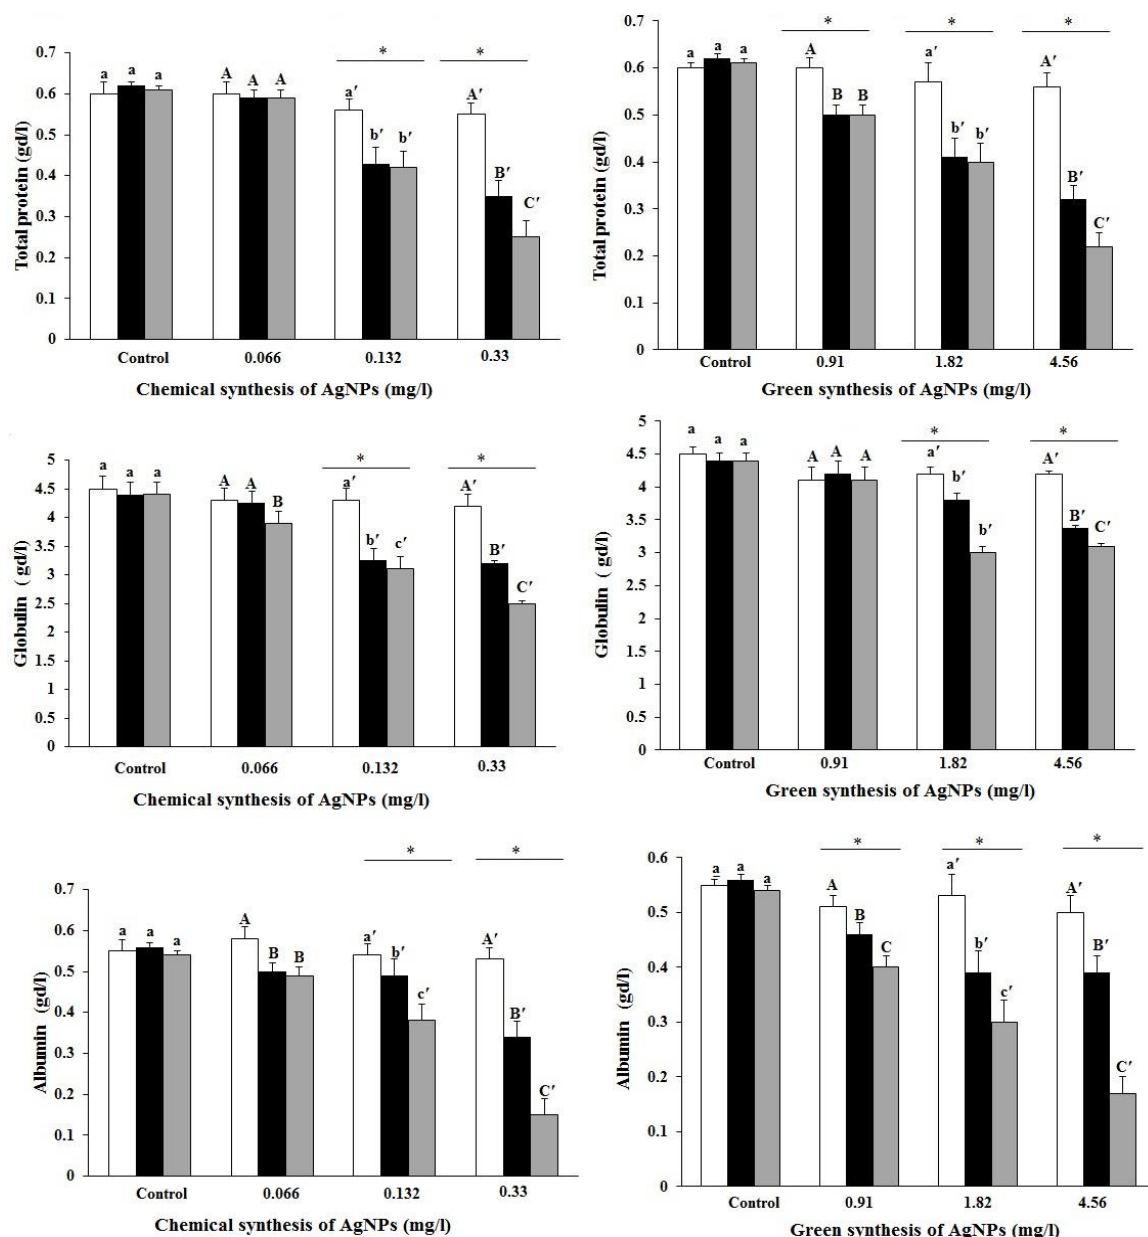 0.7
0.6
0.5
0.4
0.3
0.2
0.1
0
Total protein (gd/l)
a a a
A A A
a′ b′ b′
*
A′ B′ C′
*
Control 0.066 0.132 0.33
Chemical synthesis of AgNPs (mg/l)
0.7
0.6
0.5
0.4
0.3
0.2
0.1
0
Total protein (gd/l)
a a a
*
A B B
*
a′ b′ b′
*
A′ B′ C′
Control 0.91 1.82 4.56
Green synthesis of AgNPs (mg/l)
5
4.5
4
3.5
3
2.5
2
1.5
1
0.5
0
Globulin ( gd/l)
a a a
A A B
*
a′ b′ c′
*
A′ B′ C′
Control 0.066 0.132 0.33
Chemical synthesis of AgNPs (mg/l)
5
4.5
4
3.5
3
2.5
2
1.5
1
0.5
0
Globulin ( gd/l)
a a a
A A A
*
a′ b′ b′
*
A′ B′ C′
Control 0.91 1.82 4.56
Green synthesis of AgNPs (mg/l)
0.7
0.6
0.5
0.4
0.3
0.2
0.1
0
Albumin (gd/l)
a a a
A B B
*
a′ b′ c′
*
A′ B′ C′
Control 0.066 0.132 0.33
Chemical synthesis of AgNPs (mg/l)
0.6
0.5
0.4
0.3
0.2
0.1
0
Albumin (gd/l)
a a a
*
A B C
*
a′ b′ c′
*
A′ B′ C′
Control 0.91 1.82 4.56
Green synthesis of AgNPs (mg/l)